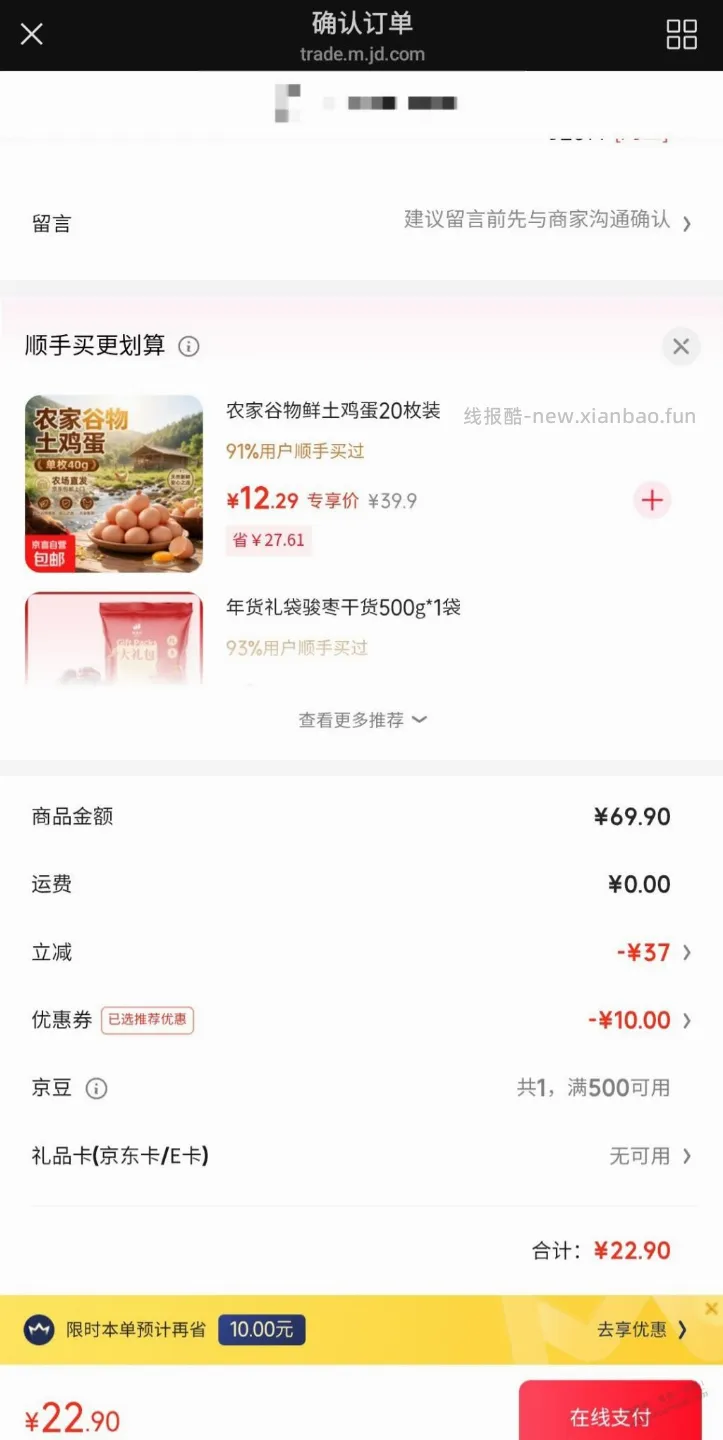 确认订单
trade.m.jd.com
留言
建议留言前先与商家沟通确认
顺手买更划算
农家谷物
土鸡蛋
(单枚40g)
农场直发
京喜自营
包邮
农家谷物鲜土鸡蛋20枚装
线报酷-new.xianbao.fun
91%用户顺手买过
¥12.29 专享价 ¥39.9
省¥27.61
Gift Packs
大礼包
年货礼袋骏枣干货500g*1袋
93%用户顺手买过
查看更多推荐
商品金额 ¥69.90
运费 ¥0.00
立减 -¥37
优惠券 已选推荐优惠 -¥10.00
京豆 共1，满500可用
礼品卡(京东卡/E卡) 无可用
合计：¥22.90
限时本单预计再省 10.00元 去享优惠
¥22.90
在线支付